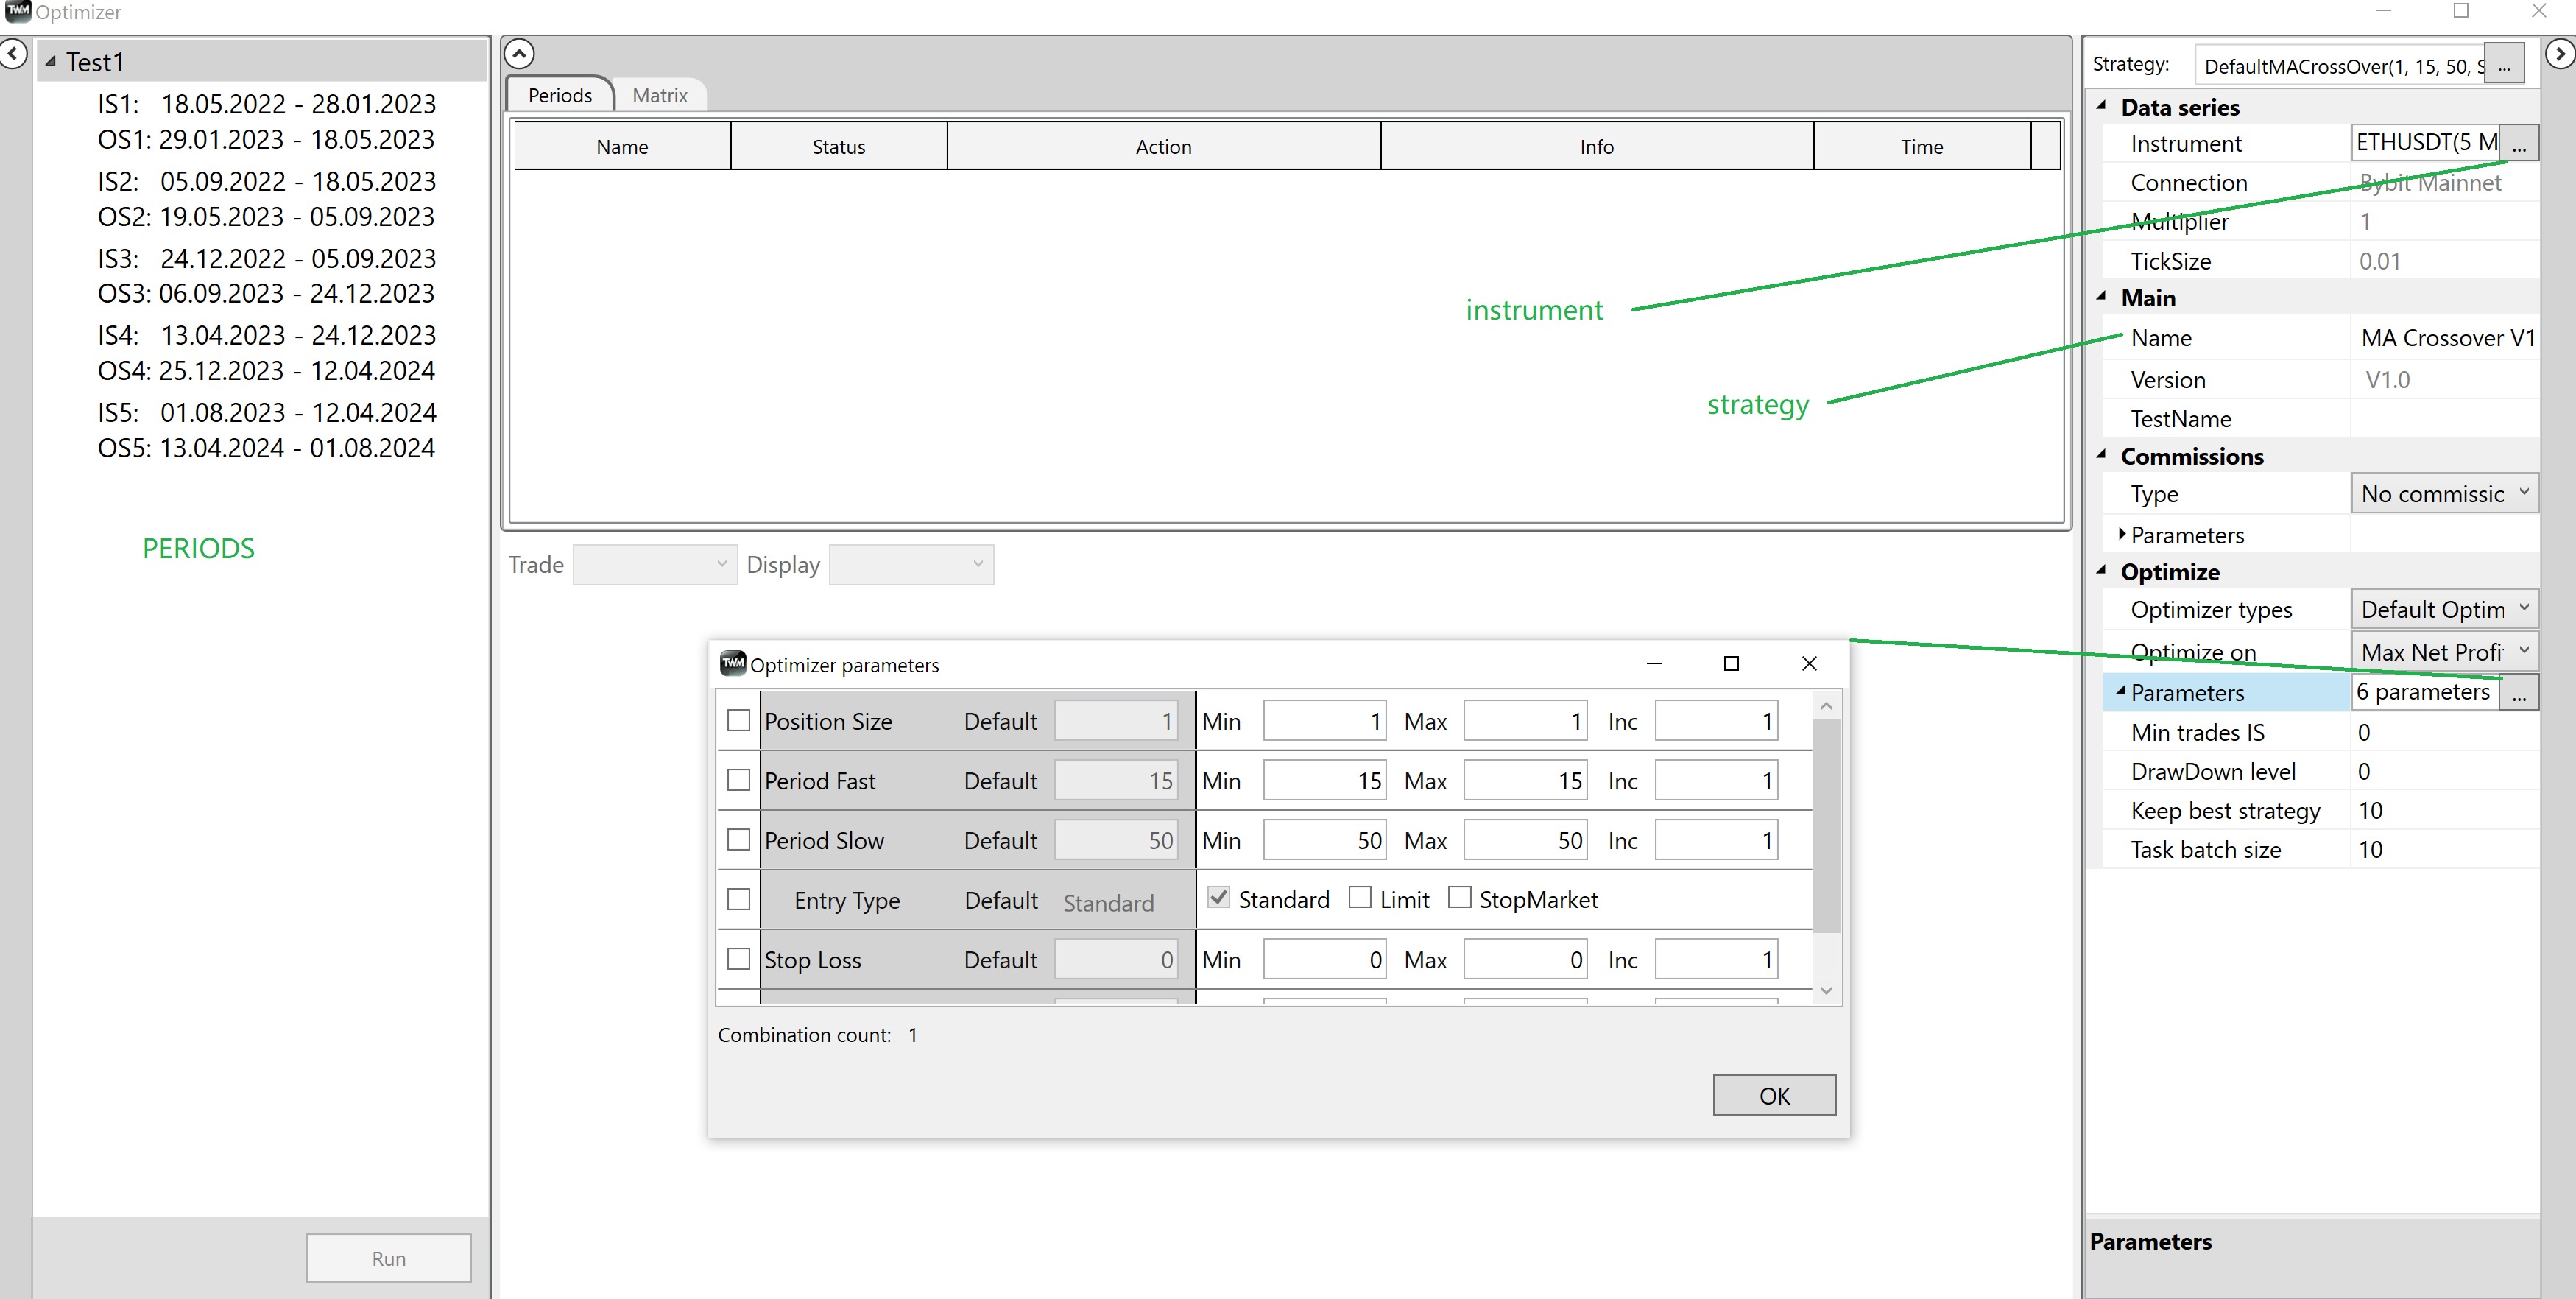 TWM Optimizer
Test1
IS1: 18.05.2022 - 28.01.2023
OS1: 29.01.2023 - 18.05.2023
IS2: 05.09.2022 - 18.05.2023
OS2: 19.05.2023 - 05.09.2023
IS3: 24.12.2022 - 05.09.2023
OS3: 06.09.2023 - 24.12.2023
IS4: 13.04.2023 - 24.12.2023
OS4: 25.12.2023 - 12.04.2024
IS5: 01.08.2023 - 12.04.2024
OS5: 13.04.2024 - 01.08.2024
PERIODS
Run
Periods Matrix
Name Status Action Info Time
instrument
strategy
Trade Display
TWM Optimizer parameters
Position Size Default 1 Min 1 Max 1 Inc 1
Period Fast Default 15 Min 15 Max 15 Inc 1
Period Slow Default 50 Min 50 Max 50 Inc 1
Entry Type Default Standard Standard Limit StopMarket
Stop Loss Default 0 Min 0 Max 0 Inc 1
Combination count: 1
OK
Strategy: DefaultMACrossOver(1, 15, 50, S ...
Data series
Instrument ETHUSDT(5 M ...
Connection Bybit Mainnet
Multiplier 1
TickSize 0.01
Main
Name MA Crossover V1
Version V1.0
TestName
Commissions
Type No commissic
Parameters
Optimize
Optimizer types Default Optim
Optimize on Max Net Profi
Parameters 6 parameters ...
Min trades IS 0
DrawDown level 0
Keep best strategy 10
Task batch size 10
Parameters